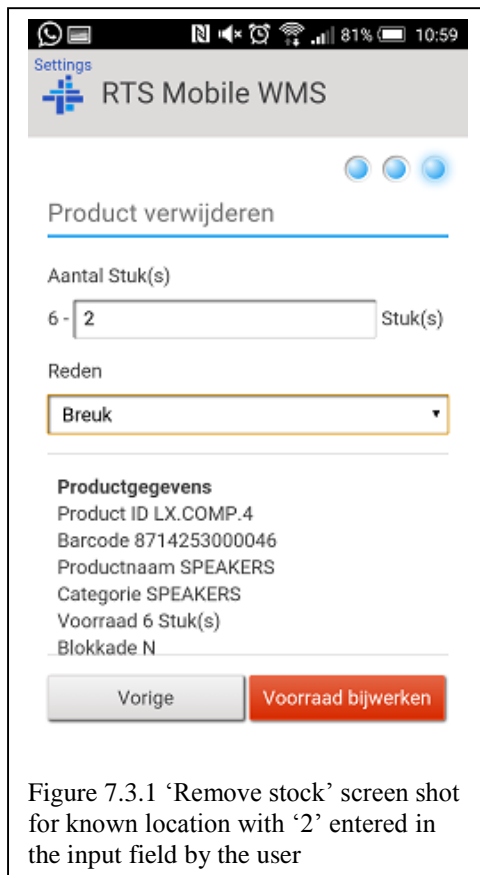 81% 10:59
Settings
RTS Mobile WMS
Product verwijderen
Aantal Stuk(s)
6 - 2 Stuk(s)
Reden
Breuk
Productgegevens
Product ID LX.COMP.4
Barcode 8714253000046
Productnaam SPEAKERS
Categorie SPEAKERS
Voorraad 6 Stuk(s)
Blokkade N
Vorige Voorraad bijwerken
Figure 7.3.1 ‘Remove stock’ screen shot
for known location with ‘2’ entered in
the input field by the user